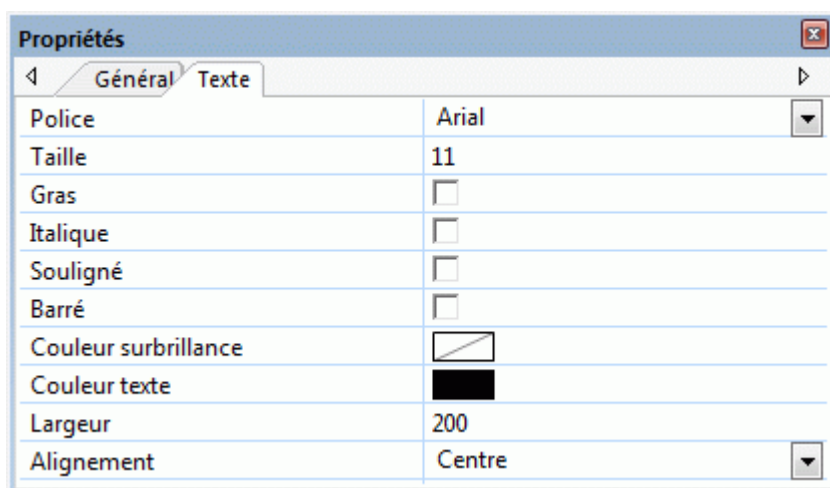 Propriétés
Général Texte
Police Arial
Taille 11
Gras
Italique
Souligné
Barré
Couleur surbrillance
Couleur texte
Largeur 200
Alignement Centre